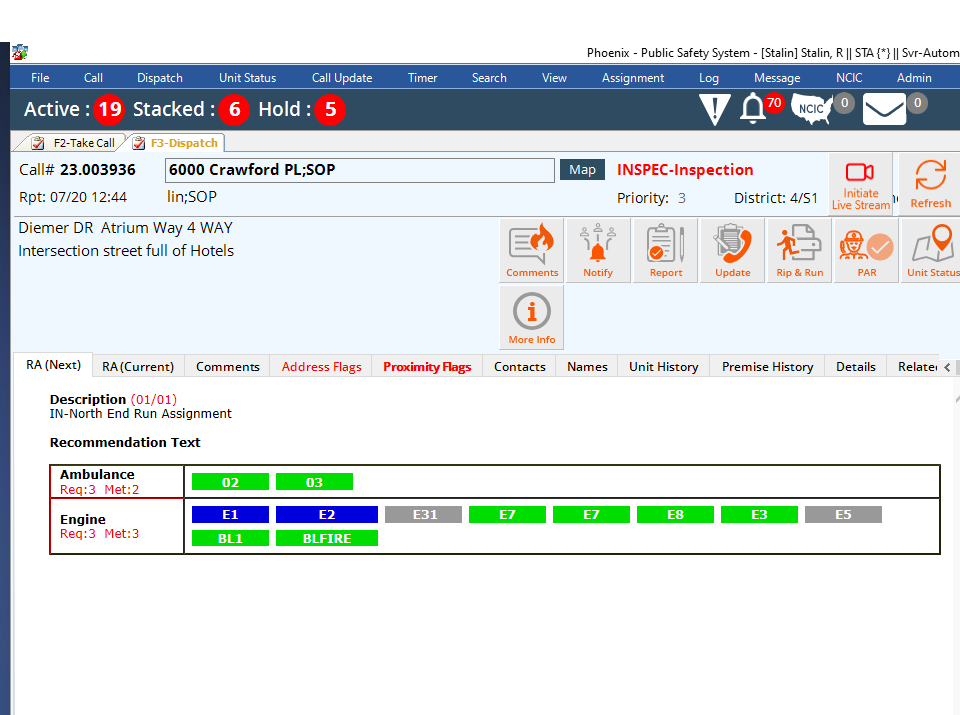 Phoenix - Public Safety System - [Stalin] Stalin, R || STA {*} || Svr-Autom
File Call Dispatch Unit Status Call Update Timer Search View Assignment Log Message NCIC Admin
Active : 19 Stacked : 6 Hold : 5 70 NCIC 0 0
F2-Take Call F3-Dispatch
Call# 23.003936 6000 Crawford PL;SOP Map INSPEC-Inspection
Rpt: 07/20 12:44 lin;SOP Priority: 3 District: 4/S1
Initiate
Live Stream
Refresh
Diemer DR Atrium Way 4 WAY
Intersection street full of Hotels
Comments Notify Report Update Rip & Run PAR Unit Status
More Info
RA (Next) RA (Current) Comments Address Flags Proximity Flags Contacts Names Unit History Premise History Details Relate
Description (01/01)
IN-North End Run Assignment
Recommendation Text
Ambulance
Req:3 Met:2
02 03
Engine
Req:3 Met:3
E1 E2 E31 E7 E7 E8 E3 E5
BL1 BLFIRE